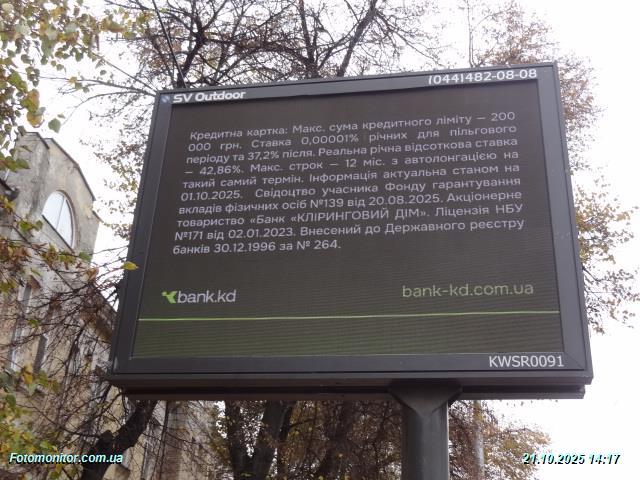 SV Outdoor
(044)482-08-08
Кредитна картка: Макс. сума кредитного ліміту – 200
000 грн. Ставка 0,00001% річних для пільгового
періоду та 37,2% після. Реальна річна відсоткова ставка
– 42,86%. Макс. строк – 12 міс. з автолонгацією на
такий самий термін. Інформація актуальна станом на
01.10.2025. Свідоцтво учасника Фонду гарантування
вкладів фізичних осіб №139 від 20.08.2025. Акціонерне
товариство «Банк «КЛІРИНГОВИЙ ДІМ». Ліцензія НБУ
№171 від 02.01.2023. Внесений до Державного реєстру
банків 30.12.1996 за № 264.
bank.kd
bank-kd.com.ua
KWSR0091
Fotomonitor.com.ua
21.10.2025 14:17